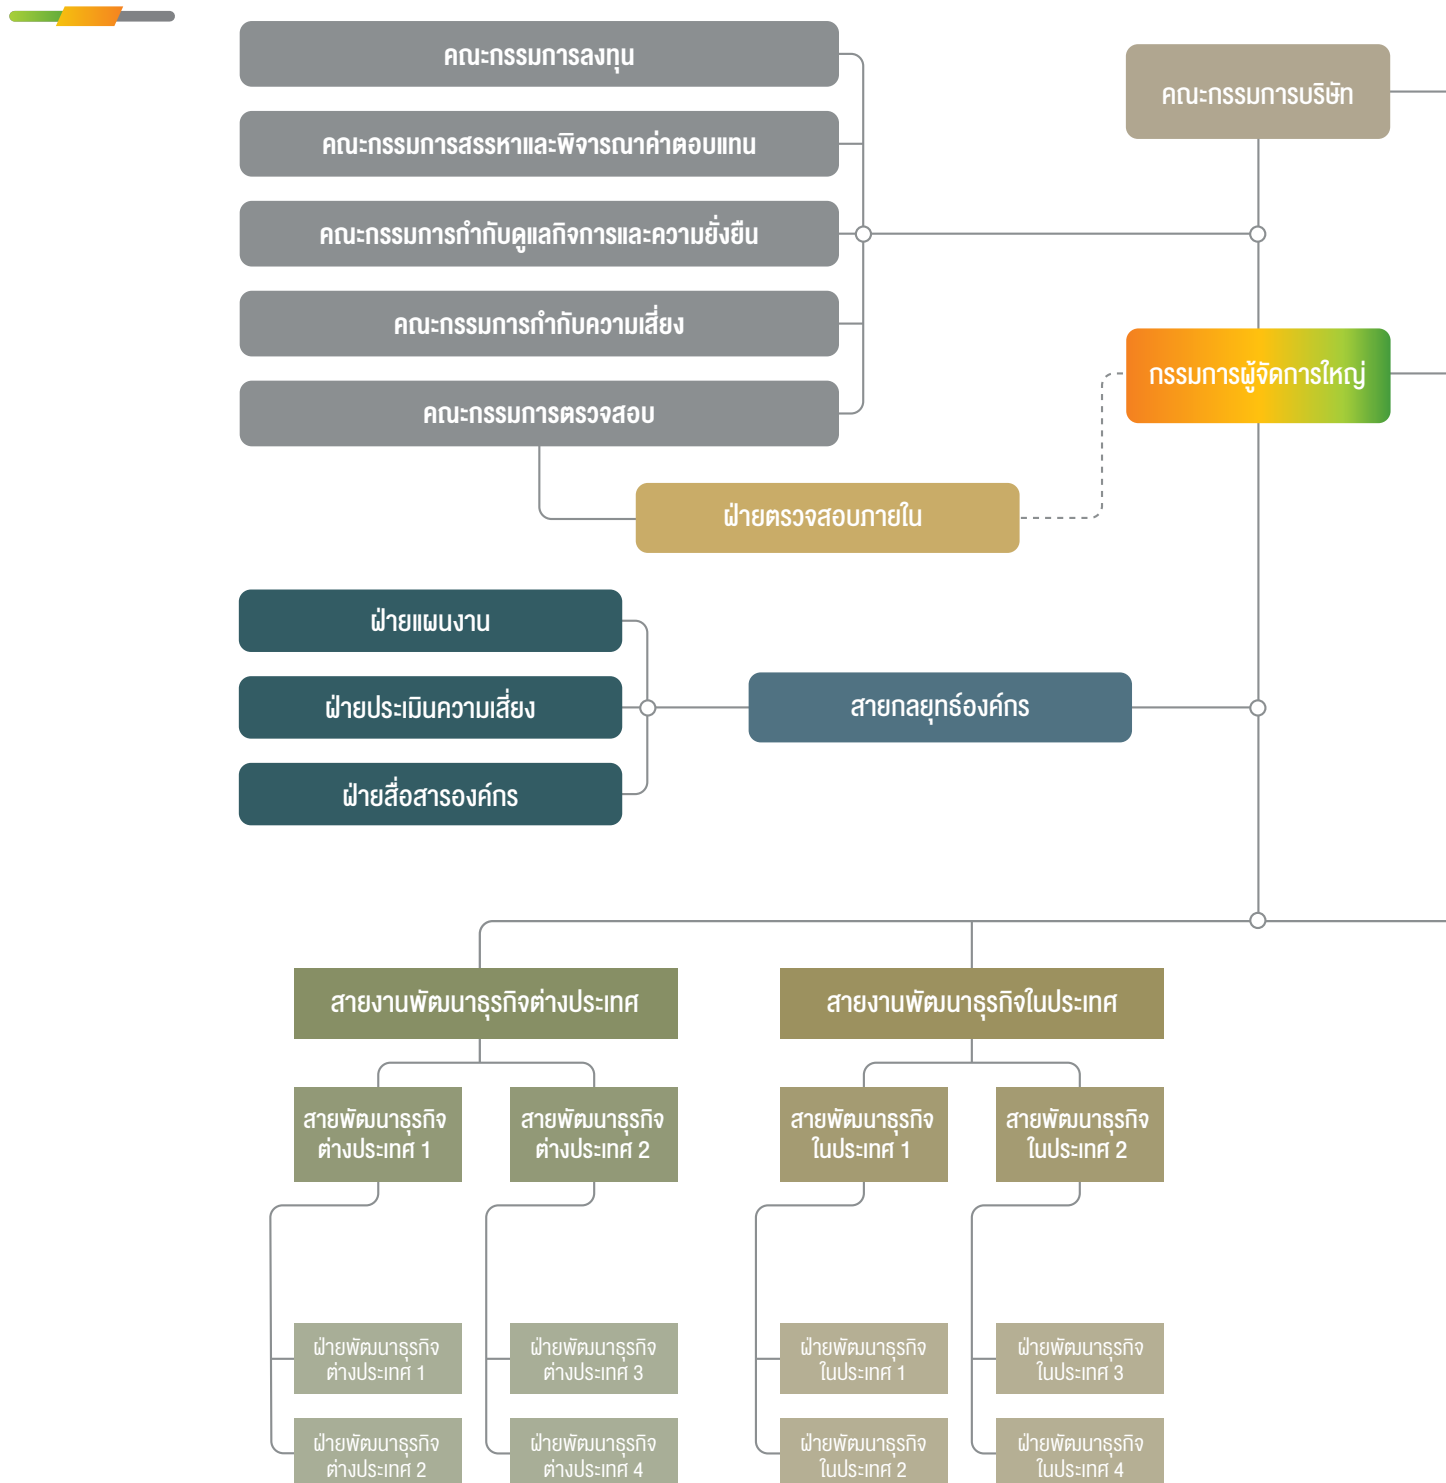 คณะกรรมการลงทุน
คณะกรรมการบริษัท
คณะกรรมการสรรหาและพิจารณาค่าตอบแทน
คณะกรรมการกำกับดูแลกิจการและความยั่งยืน
คณะกรรมการกำกับความเสี่ยง
กรรมการผู้จัดการใหญ่
คณะกรรมการตรวจสอบ
ฝ่ายตรวจสอบภายใน
ฝ่ายแผนงาน
ฝ่ายประเมินความเสี่ยง
สายกลยุทธ์องค์กร
ฝ่ายสื่อสารองค์กร
สายงานพัฒนาธุรกิจต่างประเทศ
สายงานพัฒนาธุรกิจในประเทศ
สายพัฒนาธุรกิจ
ต่างประเทศ 1
สายพัฒนาธุรกิจ
ต่างประเทศ 2
สายพัฒนาธุรกิจ
ในประเทศ 1
สายพัฒนาธุรกิจ
ในประเทศ 2
ฝ่ายพัฒนาธุรกิจ
ต่างประเทศ 1
ฝ่ายพัฒนาธุรกิจ
ต่างประเทศ 3
ฝ่ายพัฒนาธุรกิจ
ในประเทศ 1
ฝ่ายพัฒนาธุรกิจ
ในประเทศ 3
ฝ่ายพัฒนาธุรกิจ
ต่างประเทศ 2
ฝ่ายพัฒนาธุรกิจ
ต่างประเทศ 4
ฝ่ายพัฒนาธุรกิจ
ในประเทศ 2
ฝ่ายพัฒนาธุรกิจ
ในประเทศ 4